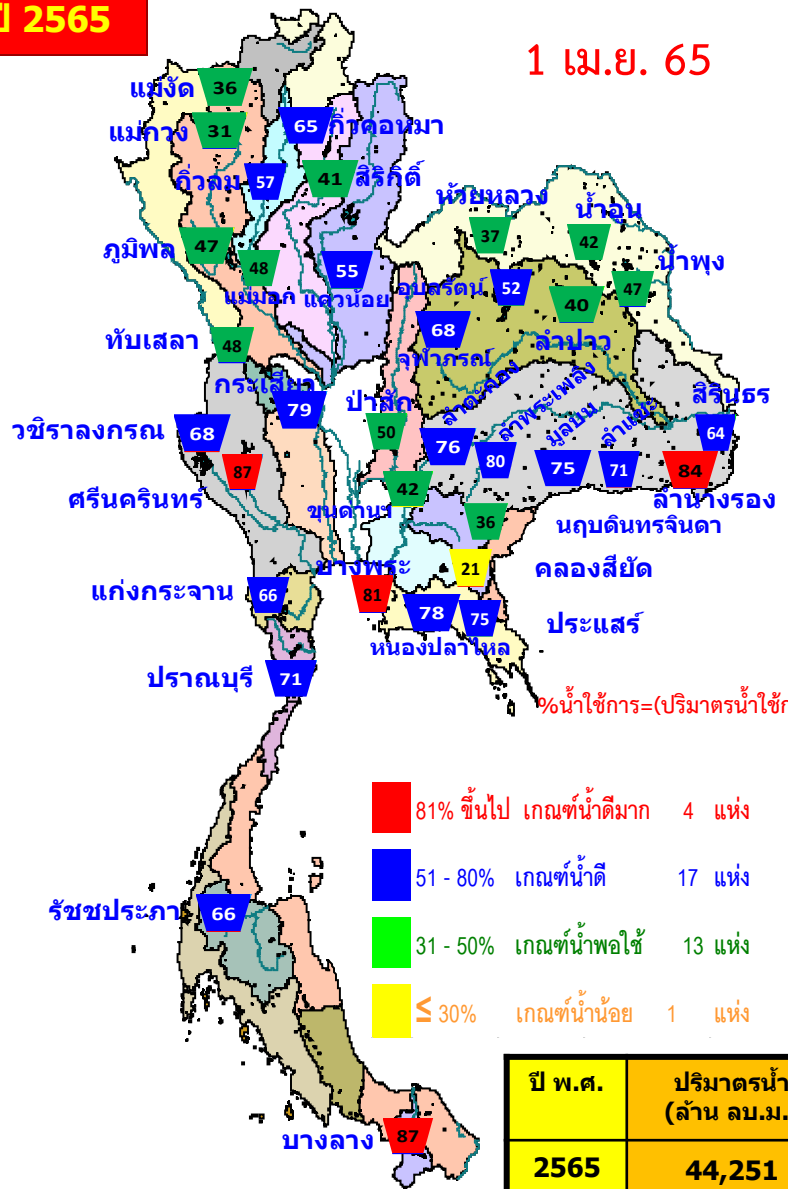 ปี 2565
1 เม.ย. 65
แม่งัด 36
แม่กวง 31
65 กิ่วคอหมา
กิ่วลม 57
41 สิริกิติ์
ห้วยหลวง 37
น้ำอูน 42
ภูมิพล 47
48 แม่มอก
55 แควน้อย
อุบลรัตน์ 52
น้ำพุง 47
40 ลำปาว
68 จุฬาภรณ์
ทับเสลา 48
กระเสียว 79
ป่าสัก 50
ลำตะคอง 76
ลำพระเพลิง 80
มูลบน 75
ลำแชะ 71
สิรินธร 64
วชิราลงกรณ 68
84 ลำนางรอง
ศรีนครินทร์ 87
ขุนด่านฯ 42
36 นฤบดินทรจินดา
บางพระ 81
21 คลองสียัด
แก่งกระจาน 66
78 หนองปลาไหล
75 ประแสร์
ปราณบุรี 71
%น้ำใช้การ=(ปริมาตรน้ำใช้ก
81% ขึ้นไป เกณฑ์น้ำดีมาก 4 แห่ง
51 - 80% เกณฑ์น้ำดี 17 แห่ง
รัชชประภา 66
31 - 50% เกณฑ์น้ำพอใช้ 13 แห่ง
≤ 30% เกณฑ์น้ำน้อย 1 แห่ง
ปี พ.ศ. ปริมาตรน้ำ
(ล้าน ลบ.ม.
บางลาง 87
2565 44,251